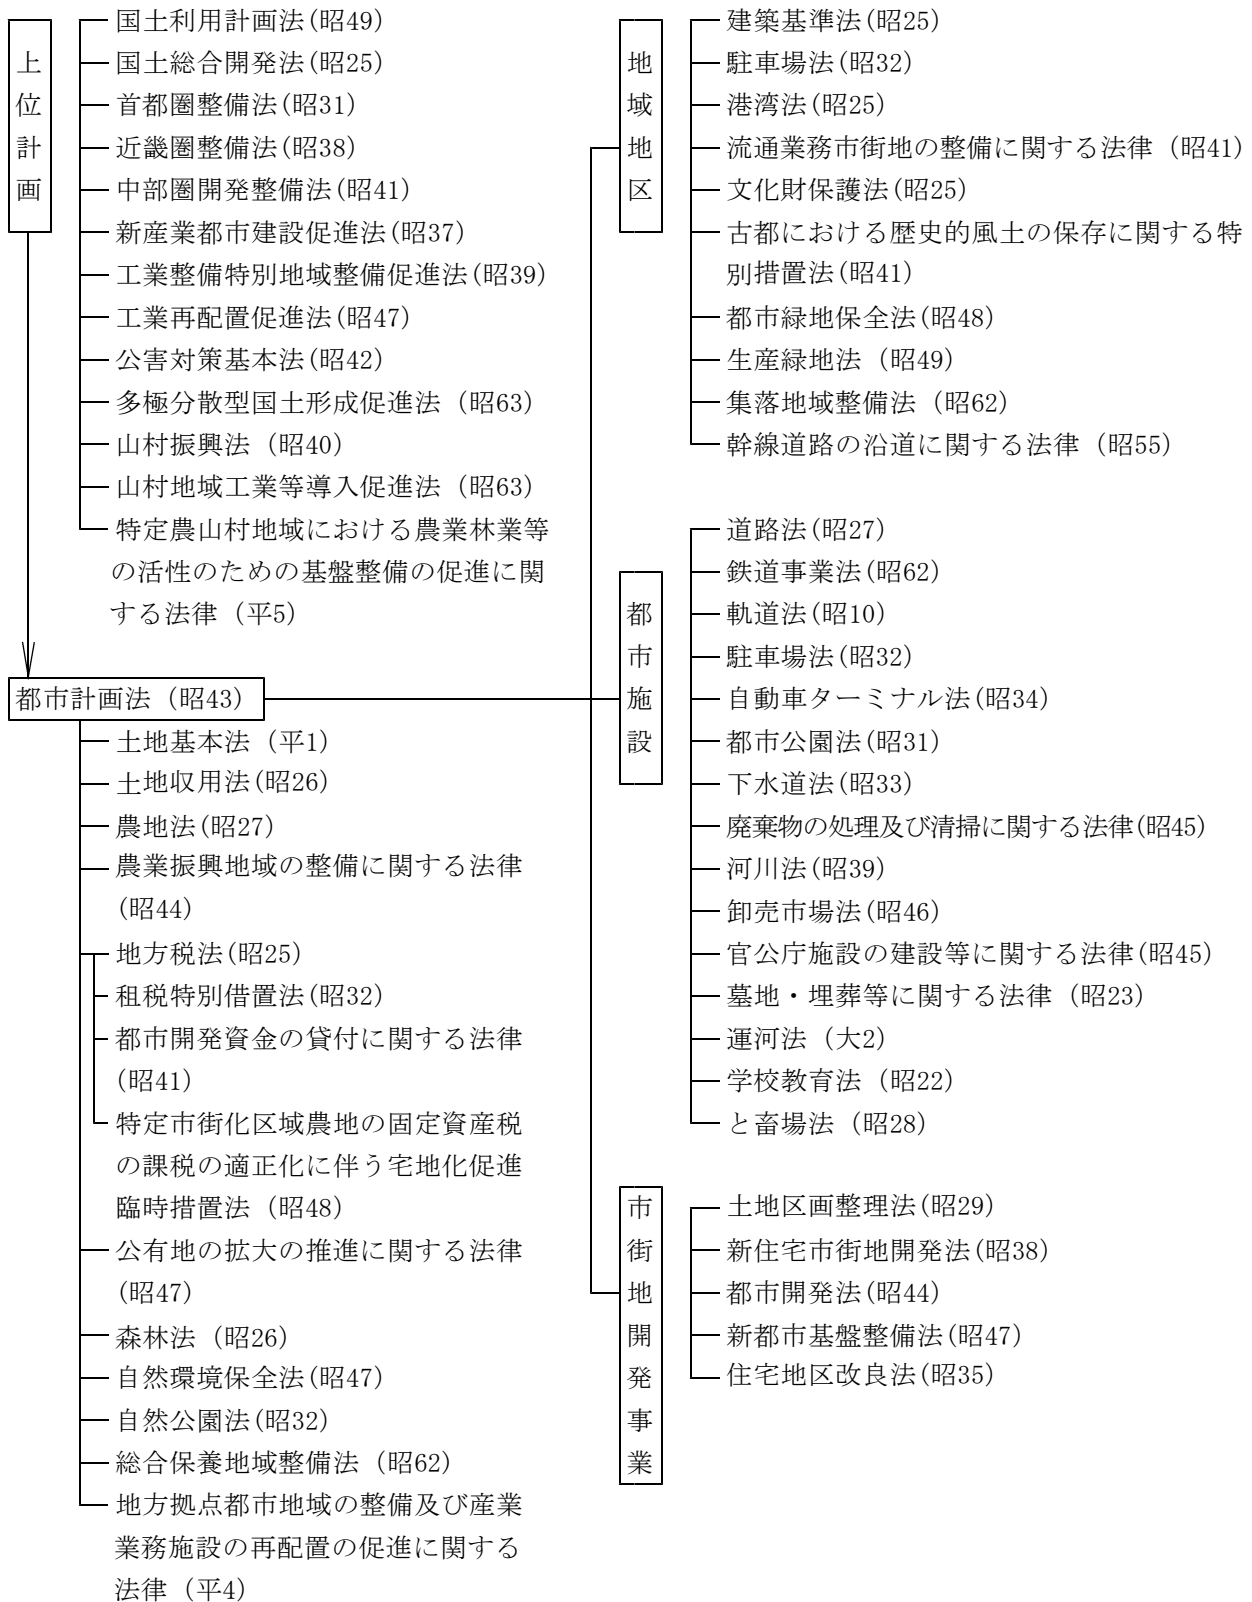 上位計画
国土利用計画法(昭49)
国土総合開発法(昭25)
首都圏整備法(昭31)
近畿圏整備法(昭38)
中部圏開発整備法(昭41)
新産業都市建設促進法(昭37)
工業整備特別地域整備促進法(昭39)
工業再配置促進法(昭47)
公害対策基本法(昭42)
多極分散型国土形成促進法（昭63)
山村振興法（昭40)
山村地域工業等導入促進法（昭63)
特定農山村地域における農業林業等
の活性のための基盤整備の促進に関
する法律（平5)
都市計画法（昭43)
土地基本法（平1)
土地収用法(昭26)
農地法(昭27)
農業振興地域の整備に関する法律
(昭44)
地方税法(昭25)
租税特別借置法(昭32)
都市開発資金の貸付に関する法律
(昭41)
特定市街化区域農地の固定資産税
の課税の適正化に伴う宅地化促進
臨時措置法（昭48)
公有地の拡大の推進に関する法律
(昭47)
森林法（昭26)
自然環境保全法(昭47)
自然公園法(昭32)
総合保養地域整備法（昭62)
地方拠点都市地域の整備及び産業
業務施設の再配置の促進に関する
法律（平4)
地域地区
建築基準法(昭25)
駐車場法(昭32)
港湾法(昭25)
流通業務市街地の整備に関する法律（昭41)
文化財保護法(昭25)
古都における歴史的風土の保存に関する特
別措置法(昭41)
都市緑地保全法(昭48)
生産緑地法（昭49)
集落地域整備法（昭62)
幹線道路の沿道に関する法律（昭55)
都市施設
道路法(昭27)
鉄道事業法(昭62)
軌道法(昭10)
駐車場法(昭32)
自動車ターミナル法(昭34)
都市公園法(昭31)
下水道法(昭33)
廃棄物の処理及び清掃に関する法律(昭45)
河川法(昭39)
卸売市場法(昭46)
官公庁施設の建設等に関する法律(昭45)
墓地・埋葬等に関する法律（昭23)
運河法（大2)
学校教育法（昭22)
と畜場法（昭28)
市街地開発事業
土地区画整理法(昭29)
新住宅市街地開発法(昭38)
都市開発法(昭44)
新都市基盤整備法(昭47)
住宅地区改良法(昭35)